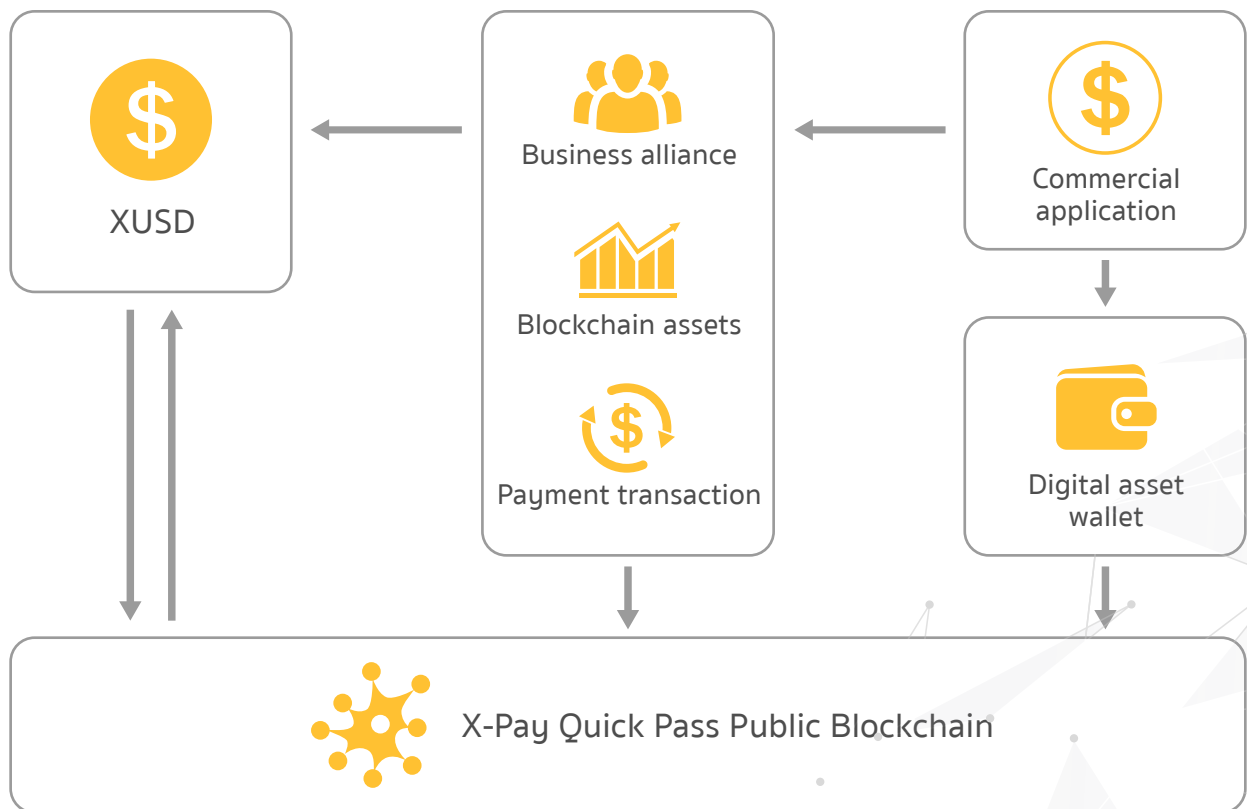 XUSD
Business alliance
Blockchain assets
Payment transaction
Commercial
application
Digital asset
wallet
X-Pay Quick Pass Public Blockchain